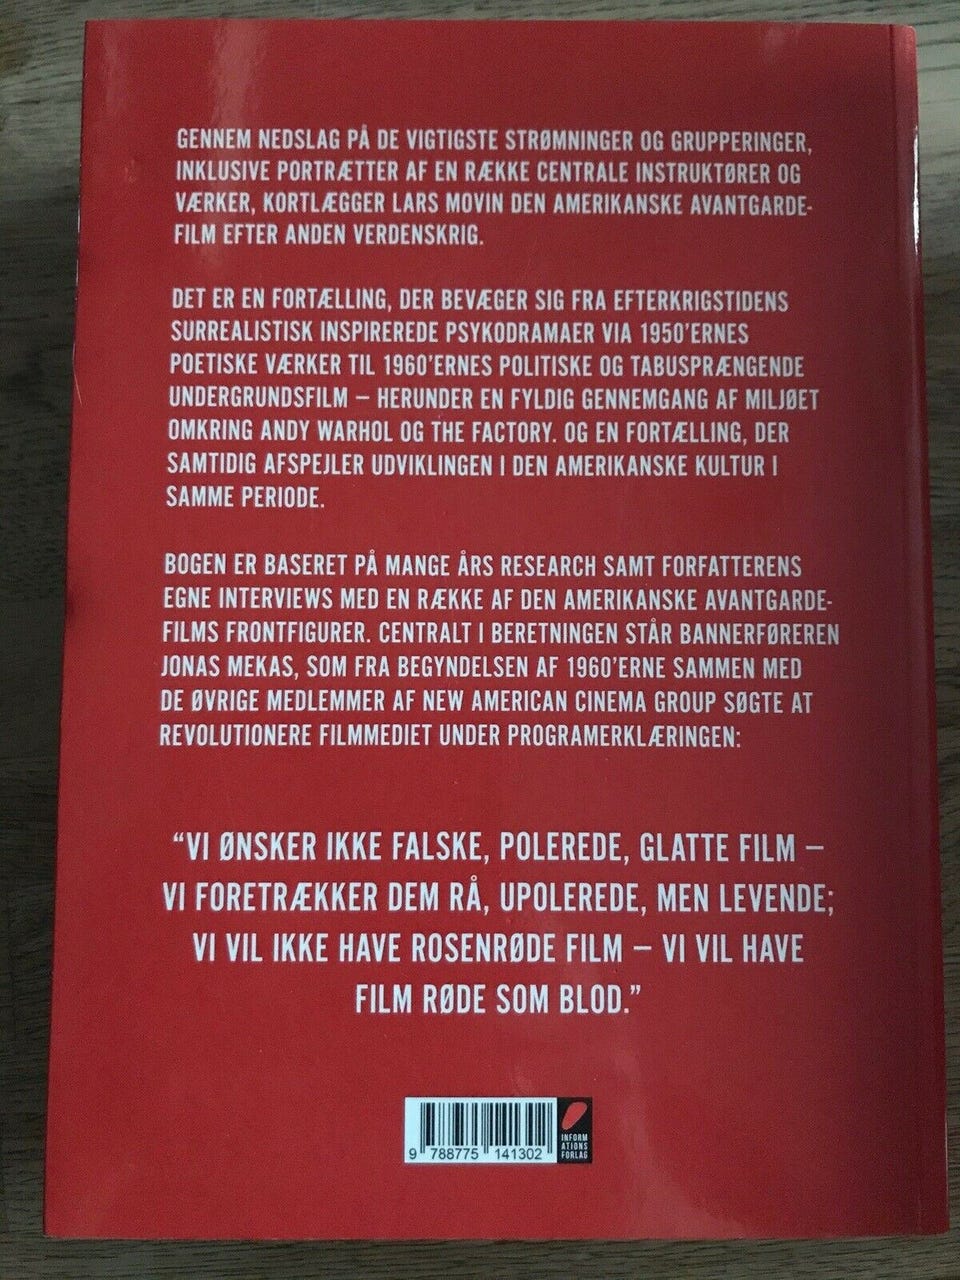 GENNEM NEDSLAG PÅ DE VIGTIGSTE STRØMNINGER OG GRUPPERINGER,
INKLUSIVE PORTRÆTTER AF EN RÆKKE CENTRALE INSTRUKTØRER OG
VÆRKER, KORTLÆGGER LARS MOVIN DEN AMERIKANSKE AVANTGARDE-
FILM EFTER ANDEN VERDENSKRIG.
DET ER EN FORTÆLLING, DER BEVÆGER SIG FRA EFTERKRIGSTIDENS
SURREALISTISK INSPIREREDE PSYKODRAMAER VIA 1950'ERNES
POETISKE VÆRKER TIL 1960'ERNES POLITISKE OG TABUSPRÆNGENDE
UNDERGRUNDSFILM – HERUNDER EN FYLDIG GENNEMGANG AF MILJØET
OMKRING ANDY WARHOL OG THE FACTORY. OG EN FORTÆLLING, DER
SAMTIDIG AFSPEJLER UDVIKLINGEN I DEN AMERIKANSKE KULTUR I
SAMME PERIODE.
BOGEN ER BASERET PÅ MANGE ÅRS RESEARCH SAMT FORFATTERENS
EGNE INTERVIEWS MED EN RÆKKE AF DEN AMERIKANSKE AVANTGARDE-
FILMS FRONTFIGURER. CENTRALT I BERETNINGEN STÅR BANNERFØREREN
JONAS MEKAS, SOM FRA BEGYNDELSEN AF 1960'ERNE SAMMEN MED
DE ØVRIGE MEDLEMMER AF NEW AMERICAN CINEMA GROUP SØGTE AT
REVOLUTIONERE FILMMEDIET UNDER PROGRAMERKLÆRINGEN:
“VI ØNSKER IKKE FALSKE, POLEREDE, GLATTE FILM –
VI FORETRÆKKER DEM RÅ, UPOLEREDE, MEN LEVENDE;
VI VIL IKKE HAVE ROSENRØDE FILM – VI VIL HAVE
FILM RØDE SOM BLOD.”
9 788775 141302
INFORM
ATIONS
FORLAG